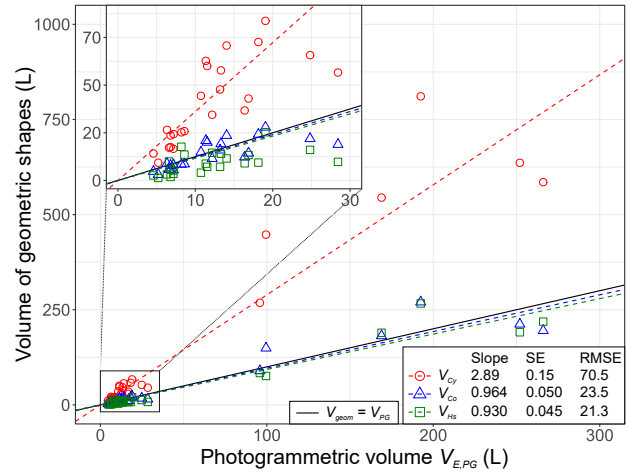 1000
750
500
250
0
Volume of geometric shapes (L)
70
50
20
0
0
10
20
30
V_geom = V_PG
Slope SE RMSE
V_Cy 2.89 0.15 70.5
V_Co 0.964 0.050 23.5
V_Hs 0.930 0.045 21.3
0 100 200 300
Photogrammetric volume V_E,PG (L)